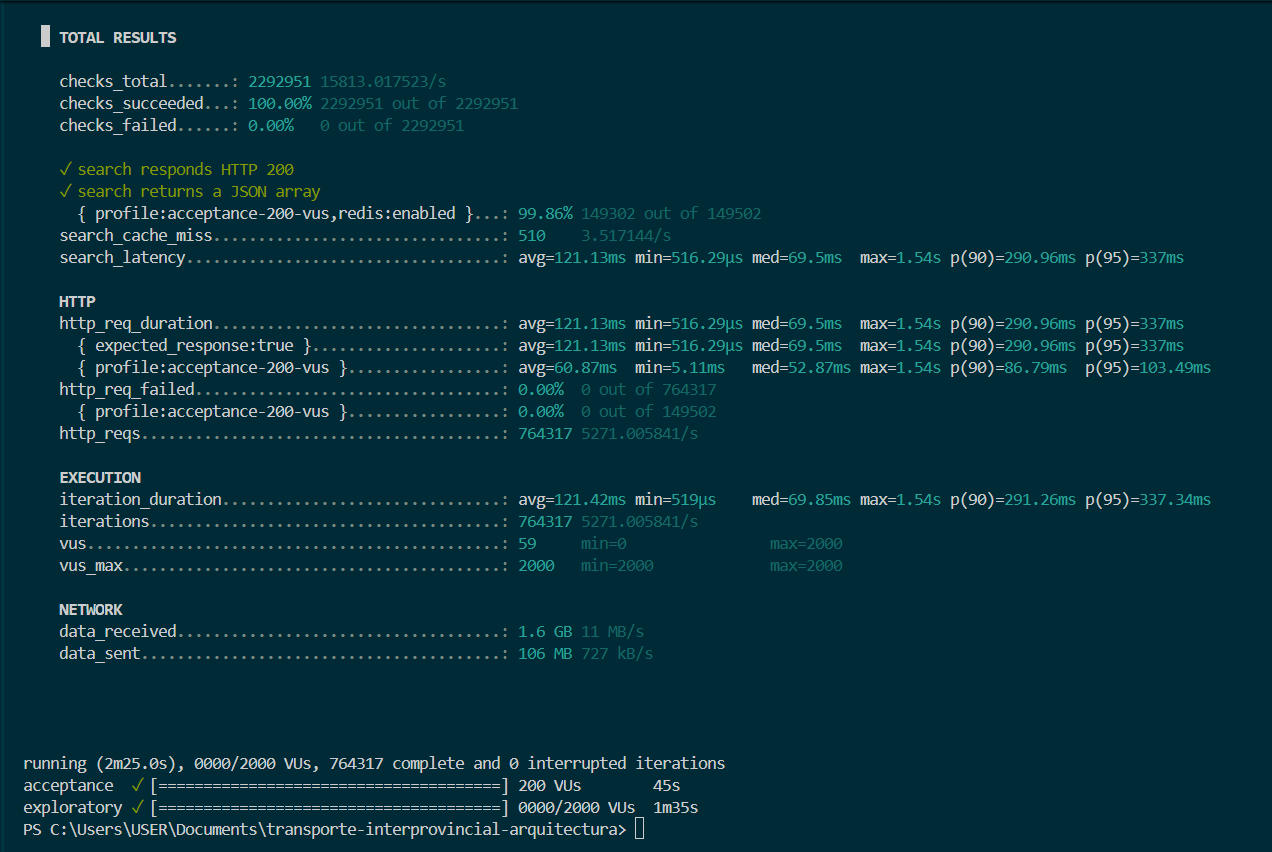 TOTAL RESULTS
checks_total.......: 2292951 15813.017523/s
checks_succeeded...: 100.00% 2292951 out of 2292951
checks_failed......: 0.00% 0 out of 2292951
✓ search responds HTTP 200
✓ search returns a JSON array
{ profile:acceptance-200-vus,redis:enabled }...: 99.86% 149302 out of 149502
search_cache_miss................................: 510 3.517144/s
search_latency...................................: avg=121.13ms min=516.29µs med=69.5ms max=1.54s p(90)=290.96ms p(95)=337ms
HTTP
http_req_duration................................: avg=121.13ms min=516.29µs med=69.5ms max=1.54s p(90)=290.96ms p(95)=337ms
{ expected_response:true }.....................: avg=121.13ms min=516.29µs med=69.5ms max=1.54s p(90)=290.96ms p(95)=337ms
{ profile:acceptance-200-vus }.................: avg=60.87ms min=5.11ms med=52.87ms max=1.54s p(90)=86.79ms p(95)=103.49ms
http_req_failed..................................: 0.00% 0 out of 764317
{ profile:acceptance-200-vus }.................: 0.00% 0 out of 149502
http_reqs........................................: 764317 5271.005841/s
EXECUTION
iteration_duration...............................: avg=121.42ms min=519µs med=69.85ms max=1.54s p(90)=291.26ms p(95)=337.34ms
iterations.......................................: 764317 5271.005841/s
vus..............................................: 59 min=0 max=2000
vus_max..........................................: 2000 min=2000 max=2000
NETWORK
data_received....................................: 1.6 GB 11 MB/s
data_sent........................................: 106 MB 727 kB/s
running (2m25.0s), 0000/2000 VUs, 764317 complete and 0 interrupted iterations
acceptance ✓ [======================================] 200 VUs 45s
exploratory ✓ [======================================] 0000/2000 VUs 1m35s
PS C:\Users\USER\Documents\transporte-interprovincial-arquitectura>